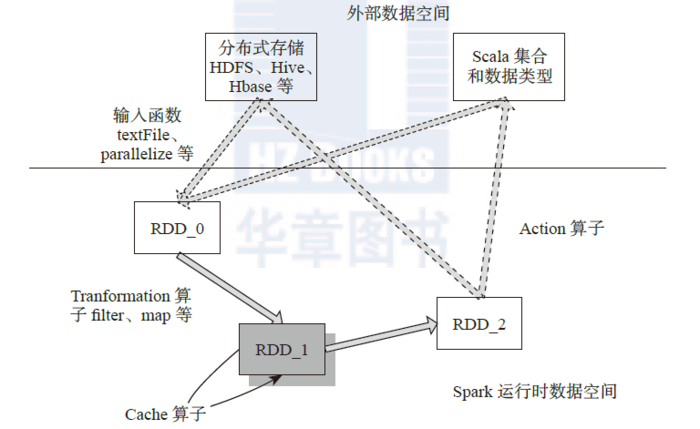 外部数据空间
分布式存储
HDFS、Hive、
Hbase 等
Scala 集合
和数据类型
输入函数
textFile、
parallelize 等
HZ BOOKS
华章图书
RDD_0
Action 算子
Tranformation 算
子 filter、map 等
RDD_2
RDD_1
Spark 运行时数据空间
Cache 算子